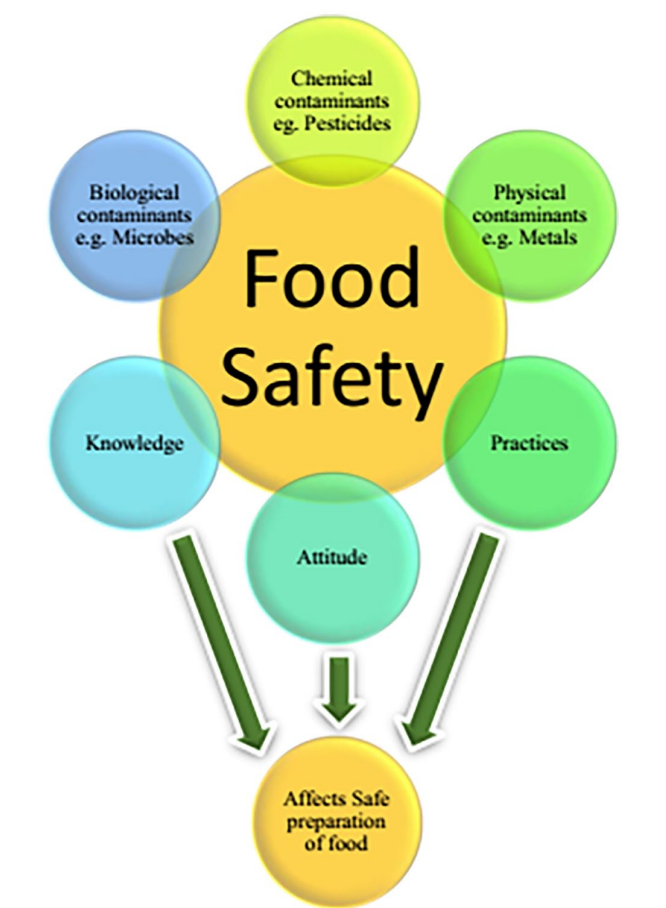 Chemical
contaminants
eg. Pesticides
Biological
contaminants
e.g. Microbes
Physical
contaminants
e.g. Metals
Food
Safety
Knowledge
Practices
Attitude
Affects Safe
preparation
of food